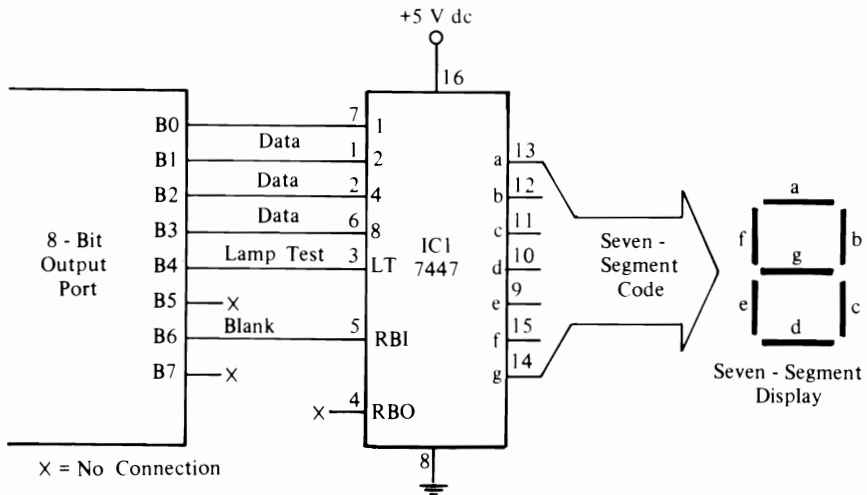 +5 V dc
16
8 - Bit
Output
Port
B0
B1
B2
B3
B4
B5
B6
B7
Data
Data
Data
Lamp Test
X
Blank
X
7
1
2
6
3
5
X 4
1
2
4
8
LT
RBI
RBO
IC1
7447
a
b
c
d
e
f
g
13
12
11
10
9
15
14
8
Seven -
Segment
Code
a
f
b
g
e
c
d
Seven - Segment
Display
X = No Connection